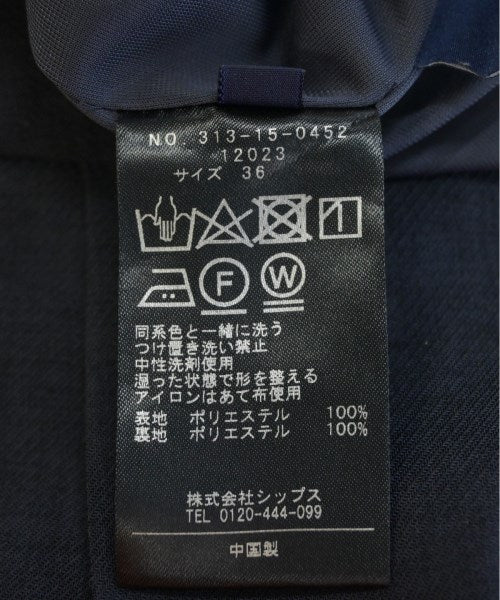 NO. 313-15-0452
12023
サイズ 36
F W
同系色と一緒に洗う
つけ置き洗い禁止
中性洗剤使用
湿った状態で形を整える
アイロンはあて布使用
表地 ポリエステル 100%
裏地 ポリエステル 100%
株式会社シップス
TEL 0120-444-099
中国製